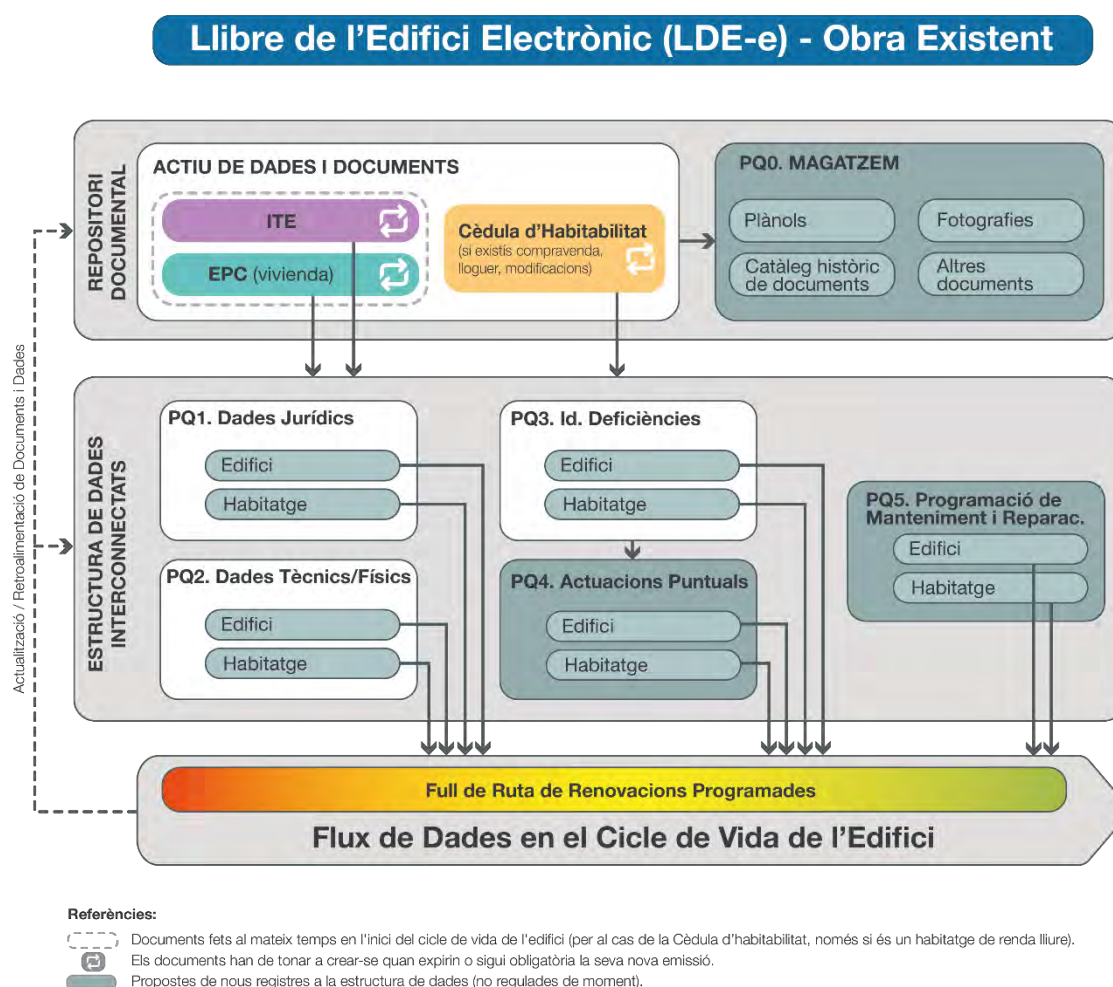 Llibre de l'Edifici Electrònic (LDE-e) - Obra Existent
REPOSITORI
DOCUMENTAL
ACTIU DE DADES I DOCUMENTS
ITE
EPC (vivienda)
Cèdula d'Habitabilitat
(si existís compravenda,
lloguer, modificacions)
PQ0. MAGATZEM
Plànols
Fotografies
Catàleg històric
de documents
Altres
documents
Actualització / Retroalimentació de Documents i Dades
ESTRUCTURA DE DADES
INTERCONNECTATS
PQ1. Dades Jurídics
Edifici
Habitatge
PQ2. Dades Tècnics/Físics
Edifici
Habitatge
PQ3. Id. Deficiències
Edifici
Habitatge
PQ4. Actuacions Puntuals
Edifici
Habitatge
PQ5. Programació de
Manteniment i Reparac.
Edifici
Habitatge
Full de Ruta de Renovacions Programades
Flux de Dades en el Cicle de Vida de l'Edifici
Referències:
Documents fets al mateix temps en l'inici del cicle de vida de l'edifici (per al cas de la Cèdula d'habitabilitat, només si és un habitatge de renda lliure).
Els documents han de tonar a crear-se quan expirin o sigui obligatòria la seva nova emissió.
Propostes de nous registres a la estructura de dades (no regulades de moment).